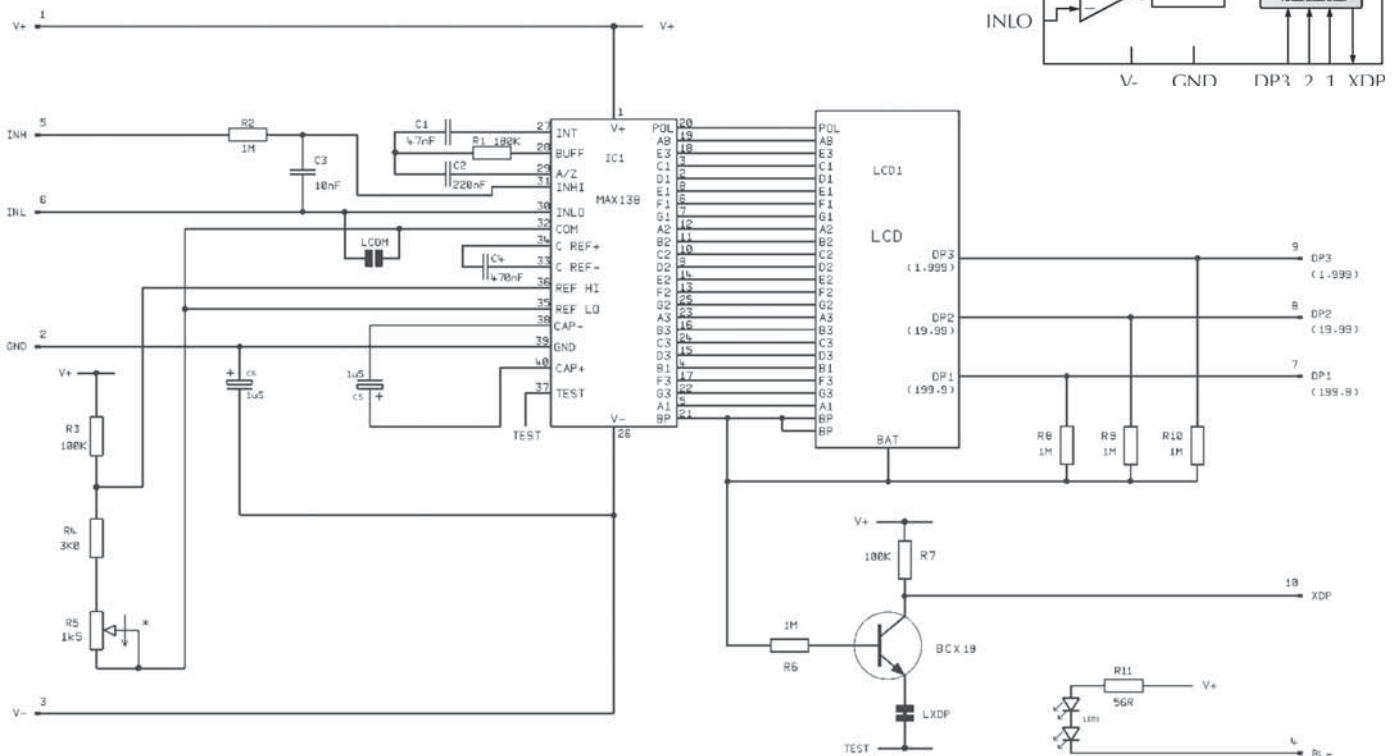 V+ 1
V+
INLO
V- GND DP3 2 1 XDP
INH 5
R2
1M
C3
10nF
INL 6
LCOM
C1
47nF
R1 180K
C2
220nF
C4
470nF
GND 2
+ C6
1u5
1u5
C5 +
V+
R3
180K
R4
3K0
R5
1k5
*
V- 3
1
V+
IC1
MAX138
27 INT
28 BUFF
29 A/Z
31 INHI
30 INLO
32 COM
34 C REF+
33 C REF-
36 REF HI
35 REF LO
38 CAP-
39 GND
40 CAP+
37 TEST
TEST
V-
26
POL 20 POL
AB 19 AB
E3 18 E3
C1 3 C1
D1 2 D1
E1 8 E1
F1 6 F1
G1 7 G1
A2 12 A2
B2 11 B2
C2 10 C2
D2 9 D2
E2 14 E2
F2 13 F2
G2 25 G2
A3 23 A3
B3 16 B3
C3 24 C3
D3 15 D3
B1 4 B1
F3 17 F3
G3 22 G3
A1 5 A1
BP 21 BP
BP
LCD1
LCD
DP3
(1.999)
DP2
(19.99)
DP1
(199.9)
BAT
9 DP3
(1.999)
8 DP2
(19.99)
7 DP1
(199.9)
R8
1M
R9
1M
R10
1M
V+
100K R7
10 XDP
1M
R6
BCX19
LXDP
TEST
R11
56R
V+
LED1
4 BL-